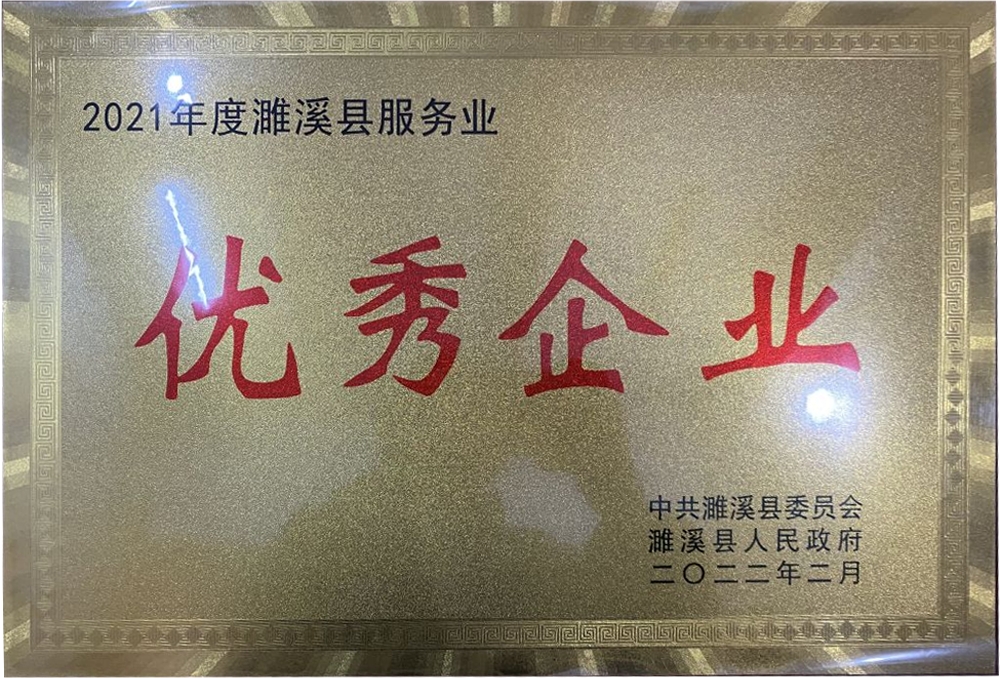 2021年度濉溪县服务业
优秀企业
中共濉溪县委员会
濉溪县人民政府
二〇二二年二月